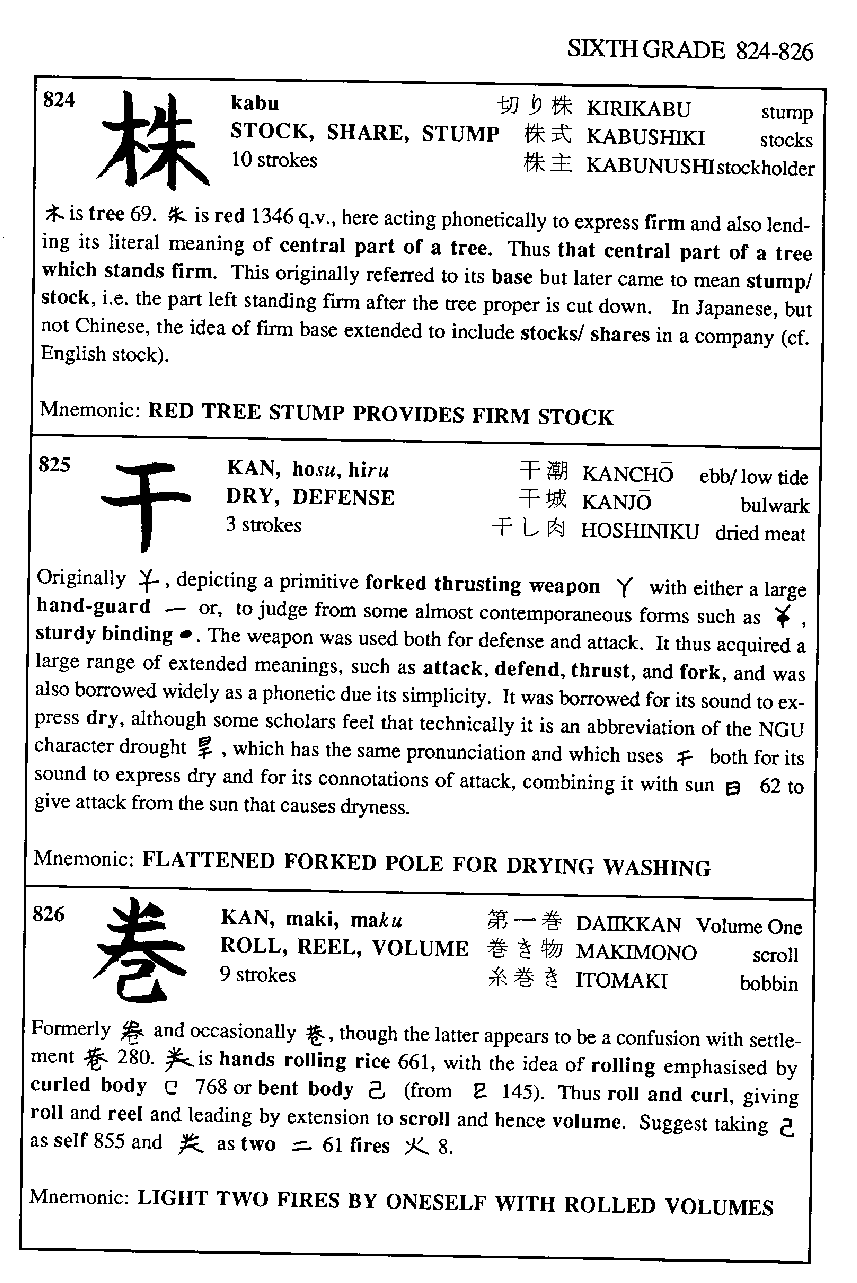 SIXTH GRADE 824-826
824 株 kabu 切り株 KIRIKABU stump
STOCK, SHARE, STUMP 株式 KABUSHIKI stocks
10 strokes 株主 KABUNUSHI stockholder
木 is tree 69. 朱 is red 1346 q.v., here acting phonetically to express firm and also lend-
ing its literal meaning of central part of a tree. Thus that central part of a tree
which stands firm. This originally referred to its base but later came to mean stump/
stock, i.e. the part left standing firm after the tree proper is cut down. In Japanese, but
not Chinese, the idea of firm base extended to include stocks/ shares in a company (cf.
English stock).
Mnemonic: RED TREE STUMP PROVIDES FIRM STOCK
825 干 KAN, hosu, hiru 干潮 KANCHŌ ebb/low tide
DRY, DEFENSE 干城 KANJŌ bulwark
3 strokes 干し肉 HOSHINIKU dried meat
Originally , depicting a primitive forked thrusting weapon with either a large
hand-guard — or, to judge from some almost contemporaneous forms such as ,
sturdy binding . The weapon was used both for defense and attack. It thus acquired a
large range of extended meanings, such as attack, defend, thrust, and fork, and was
also borrowed widely as a phonetic due its simplicity. It was borrowed for its sound to ex-
press dry, although some scholars feel that technically it is an abbreviation of the NGU
character drought 旱 , which has the same pronunciation and which uses 干 both for its
sound to express dry and for its connotations of attack, combining it with sun 日 62 to
give attack from the sun that causes dryness.
Mnemonic: FLATTENED FORKED POLE FOR DRYING WASHING
826 巻 KAN, maki, maku 第一巻 DAIIKKAN Volume One
ROLL, REEL, VOLUME 巻き物 MAKIMONO scroll
9 strokes 糸巻き ITOMAKI bobbin
Formerly and occasionally , though the latter appears to be a confusion with settle-
ment 280. is hands rolling rice 661, with the idea of rolling emphasised by
curled body 768 or bent body 己 (from 145). Thus roll and curl, giving
roll and reel and leading by extension to scroll and hence volume. Suggest taking 己
as self 855 and as two 二 61 fires 火 8.
Mnemonic: LIGHT TWO FIRES BY ONESELF WITH ROLLED VOLUMES